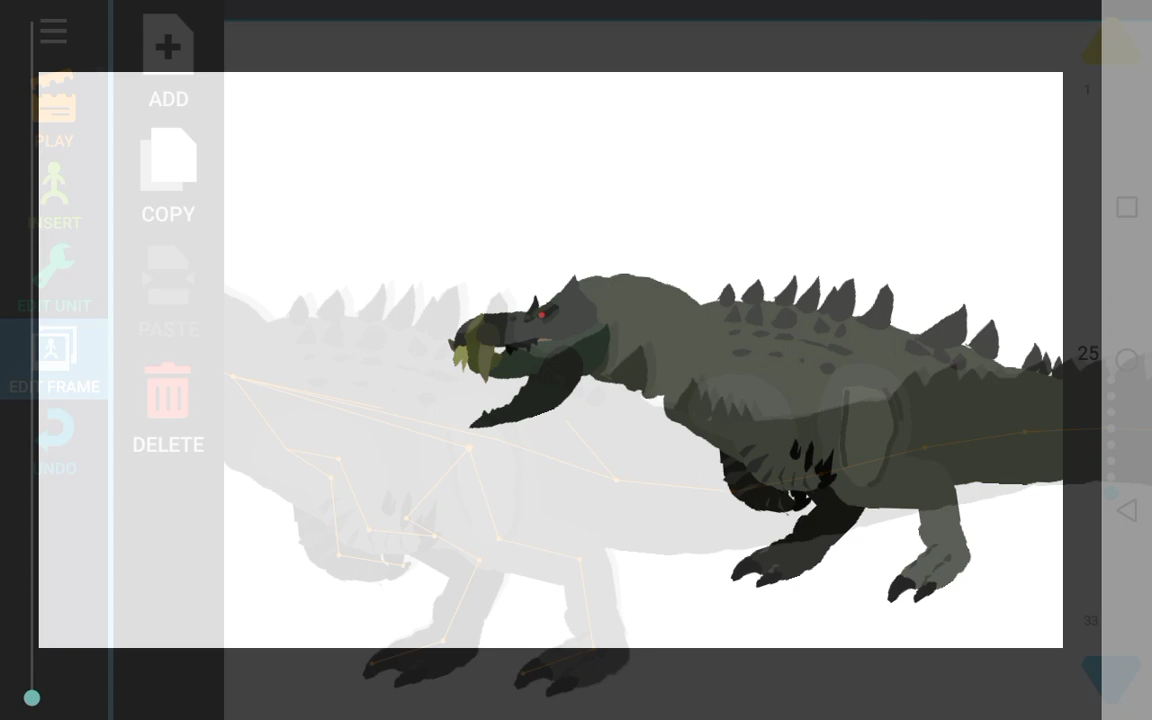 PLAY
INSERT
EDIT UNIT
EDIT FRAME
UNDO
ADD
COPY
PASTE
DELETE
1
25
33